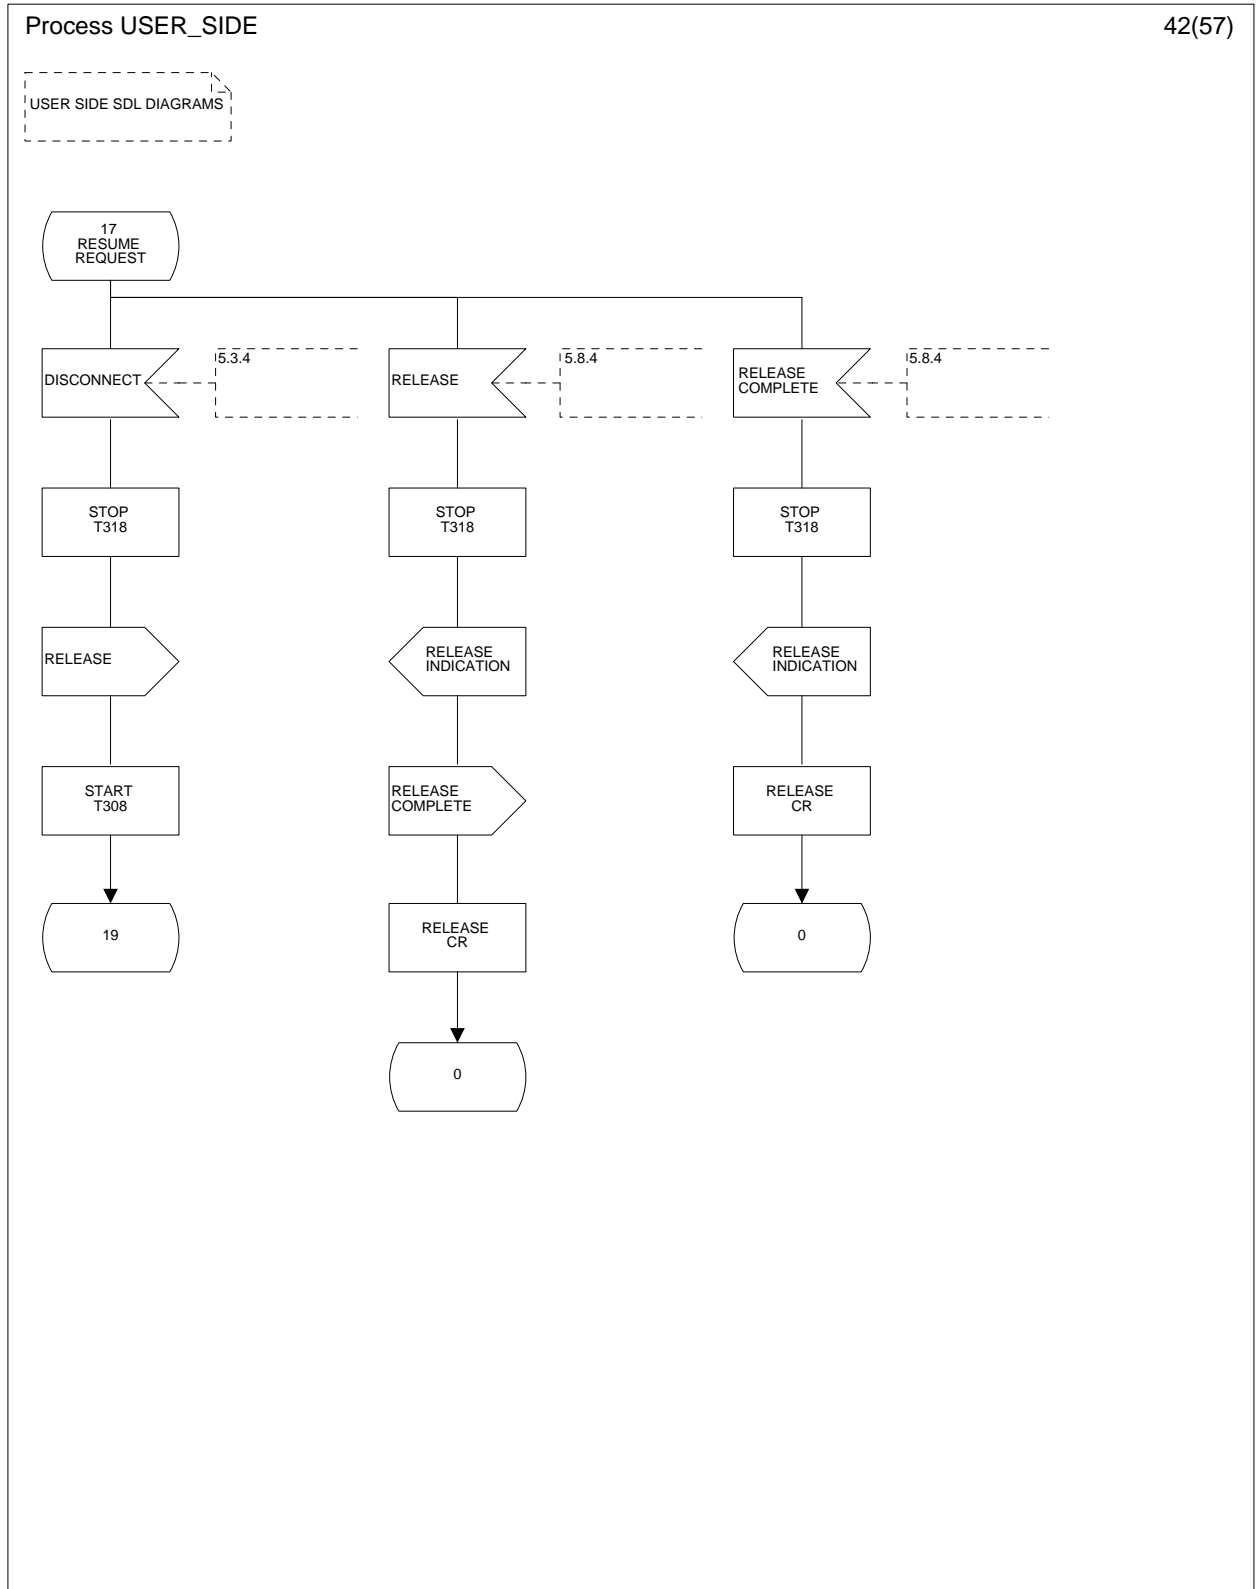 Process USER_SIDE
42(57)
USER SIDE SDL DIAGRAMS
17
RESUME
REQUEST
DISCONNECT
5.3.4
RELEASE
5.8.4
RELEASE
COMPLETE
5.8.4
STOP
T318
STOP
T318
STOP
T318
RELEASE
RELEASE
INDICATION
RELEASE
INDICATION
START
T308
RELEASE
COMPLETE
RELEASE
CR
19
RELEASE
CR
0
0